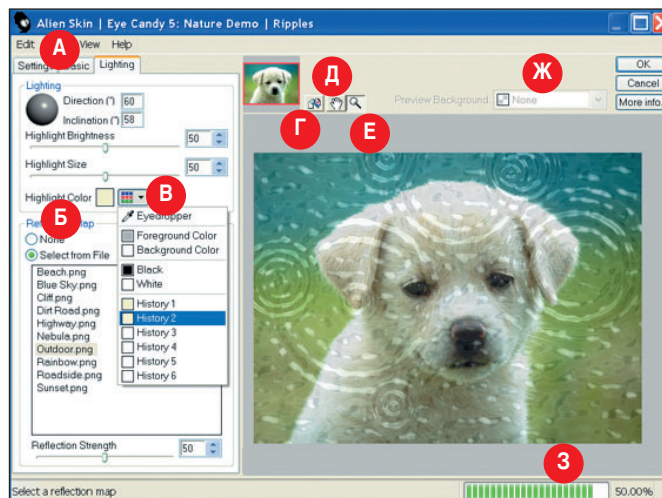 Alien Skin | Eye Candy 5: Nature Demo | Ripples
Edit View Help
А
Settings Basic Lighting
Lighting
Direction (°) 60
Inclination (°) 58
Highlight Brightness 50
Highlight Size 50
Highlight Color
В
Б
Eyedropper
Foreground Color
Background Color
Black
White
History 1
History 2
History 3
History 4
History 5
History 6
None
Select from File
Beach.png
Blue Sky.png
Cliff.png
Dirt Road.png
Highway.png
Nebula.png
Outdoor.png
Rainbow.png
Roadside.png
Sunset.png
Reflection Strength 50
Д
Г
Е
Ж
Preview Background: None
OK
Cancel
More info.
З
Select a reflection map
50.00%